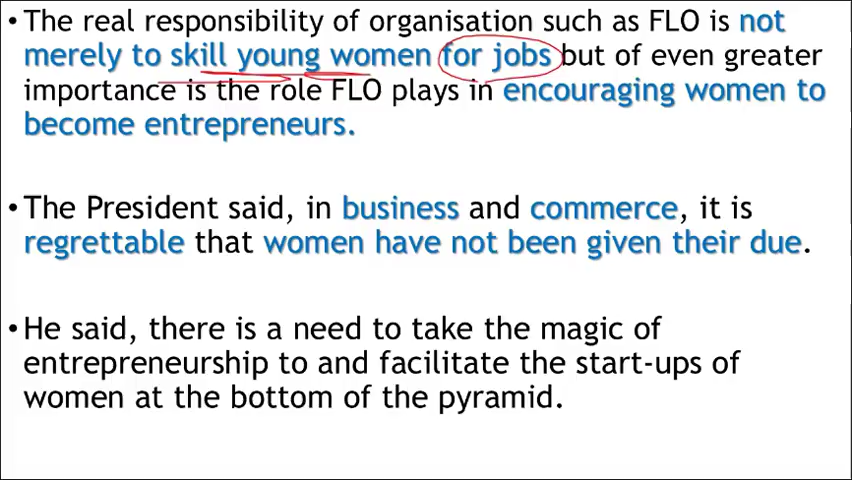 • The real responsibility of organisation such as FLO is not
merely to skill young women for jobs but of even greater
importance is the role FLO plays in encouraging women to
become entrepreneurs.
• The President said, in business and commerce, it is
regrettable that women have not been given their due.
• He said, there is a need to take the magic of
entrepreneurship to and facilitate the start-ups of
women at the bottom of the pyramid.